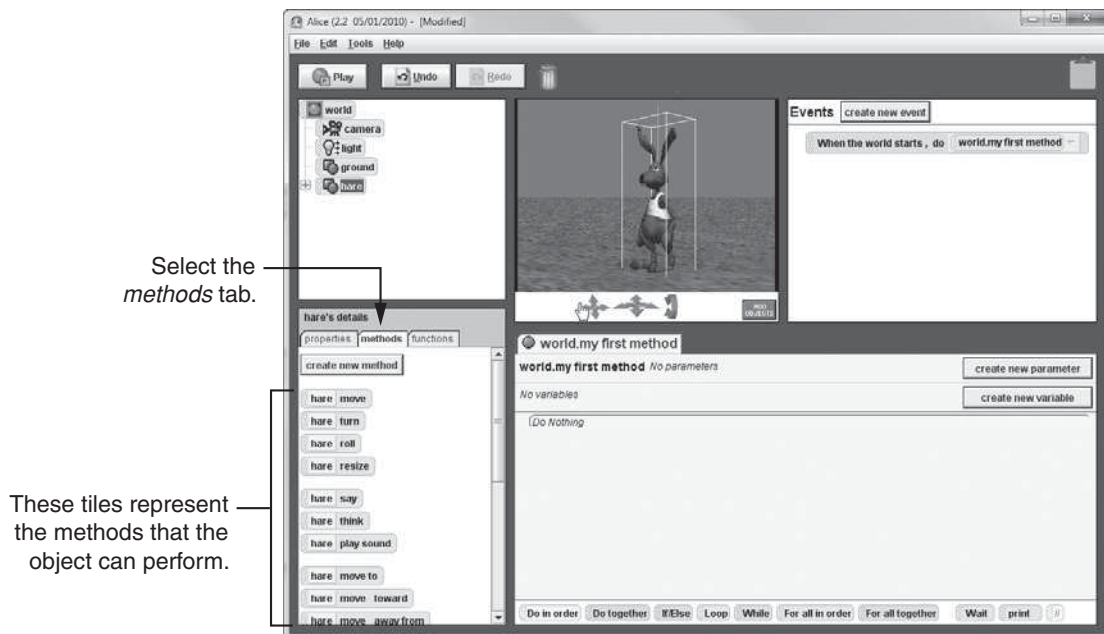 Alice (2.2 05/01/2010) - [Modified]
File Edit Tools Help
Play Undo Redo
world
camera
light
ground
hare
ADD OBJECTS
Events create new event
When the world starts , do world.my first method
Select the
methods tab.
hare's details
properties methods functions
create new method
hare move
hare turn
hare roll
hare resize
hare say
hare think
hare play sound
hare move to
hare move toward
hare move away from
These tiles represent
the methods that the
object can perform.
world.my first method
world.my first method No parameters create new parameter
No variables create new variable
(Do Nothing
Do in order Do together If/Else Loop While For all in order For all together Wait print //